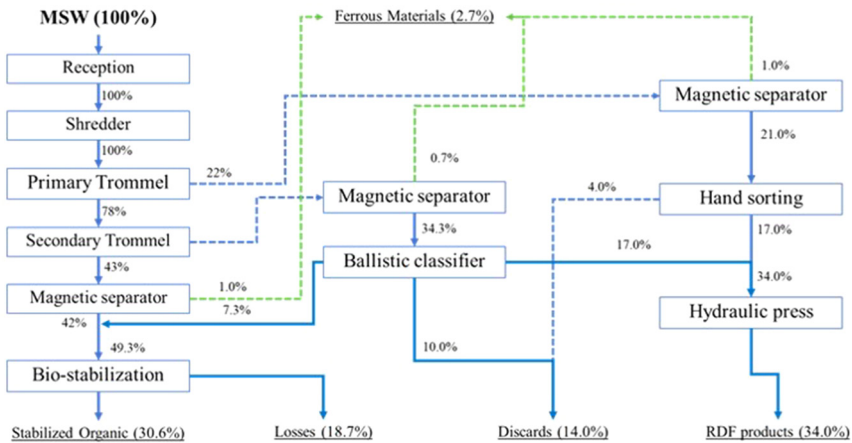 MSW (100%)
Ferrous Materials (2.7%)
Reception
1.0%
100%
Magnetic separator
Shredder
100%
21.0%
0.7%
Primary Trommel
22%
Magnetic separator
4.0%
Hand sorting
78%
34.3%
17.0%
Secondary Trommel
Ballistic classifier
17.0%
43%
34.0%
Magnetic separator
1.0%
7.3%
Hydraulic press
42%
49.3%
10.0%
Bio-stabilization
Stabilized Organic (30.6%)
Losses (18.7%)
Discards (14.0%)
RDF products (34.0%)